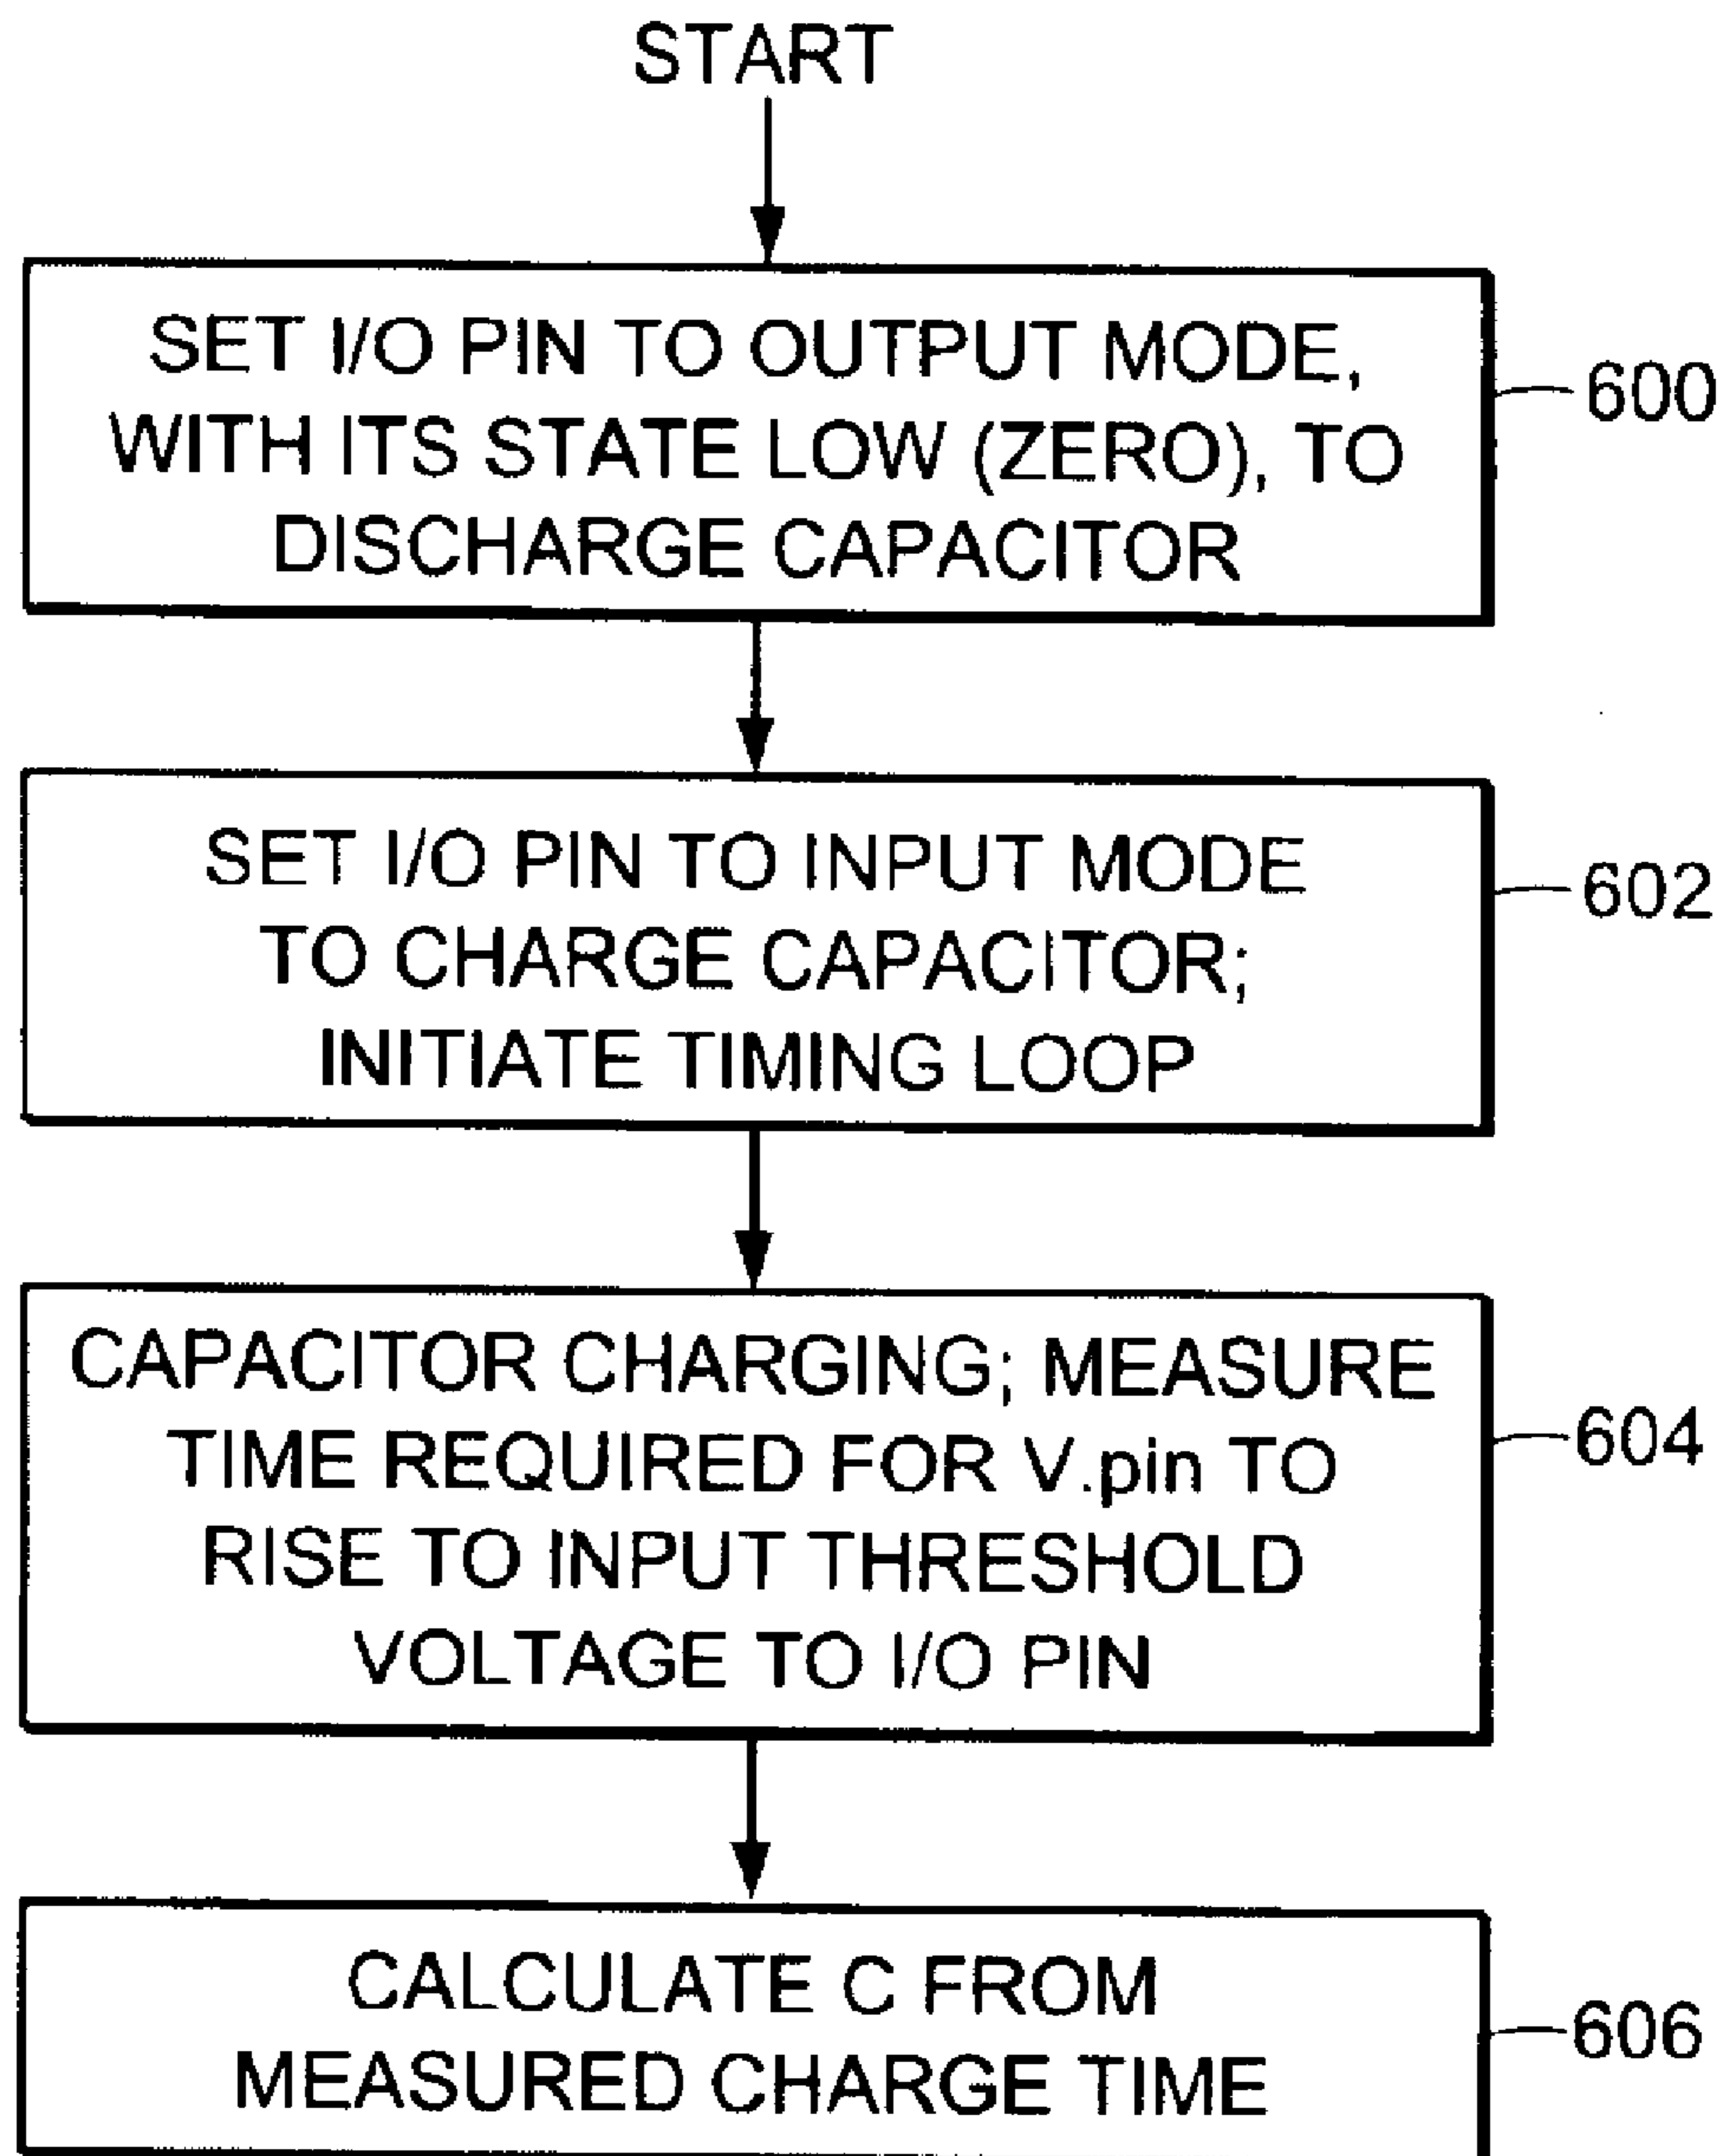 START
SET I/O PIN TO OUTPUT MODE,
WITH ITS STATE LOW (ZERO), TO
DISCHARGE CAPACITOR
600
SET I/O PIN TO INPUT MODE
TO CHARGE CAPACITOR;
INITIATE TIMING LOOP
602
CAPACITOR CHARGING; MEASURE
TIME REQUIRED FOR V.pin TO
RISE TO INPUT THRESHOLD
VOLTAGE TO I/O PIN
604
CALCULATE C FROM
MEASURED CHARGE TIME
606